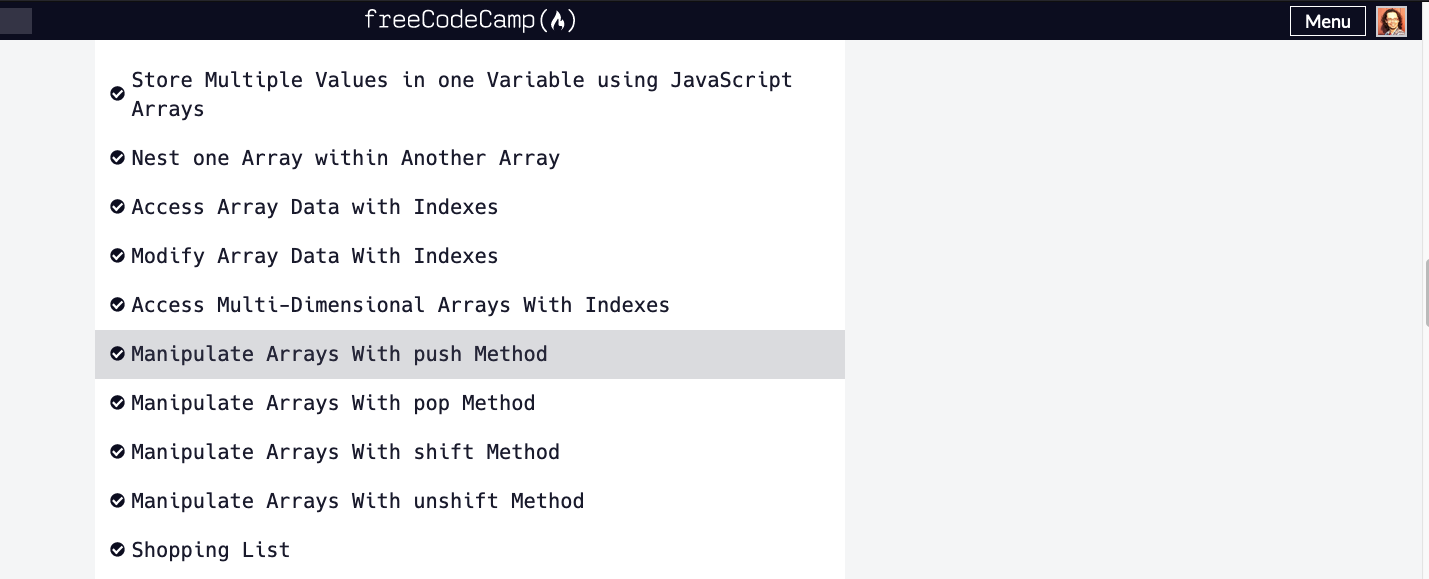 freeCodeCamp(🔥)
Menu
Store Multiple Values in one Variable using JavaScript
Arrays
Nest one Array within Another Array
Access Array Data with Indexes
Modify Array Data With Indexes
Access Multi-Dimensional Arrays With Indexes
Manipulate Arrays With push Method
Manipulate Arrays With pop Method
Manipulate Arrays With shift Method
Manipulate Arrays With unshift Method
Shopping List